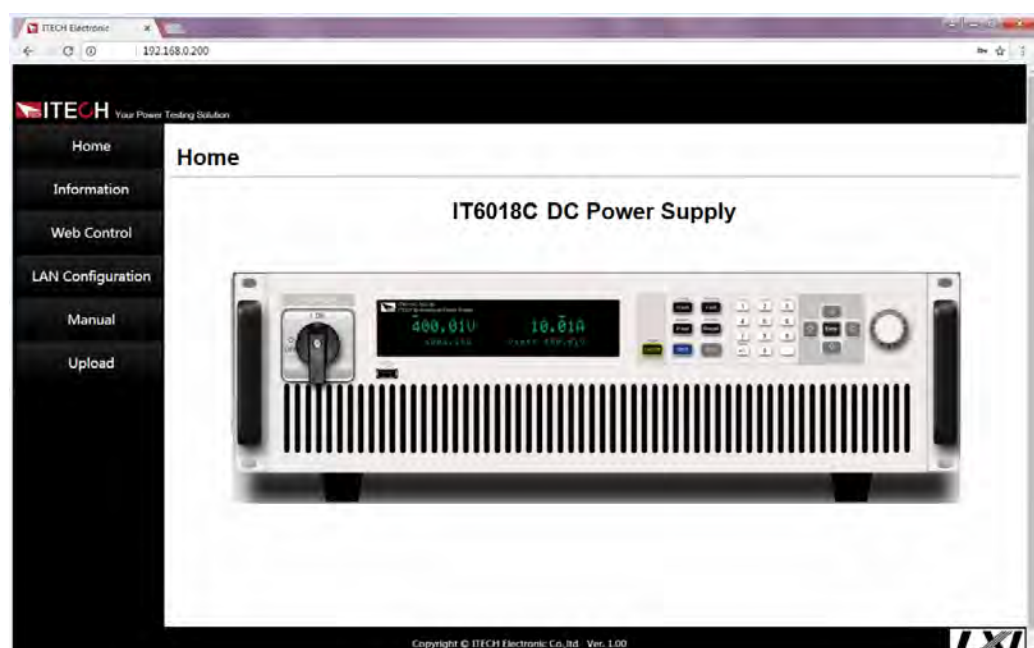 ITECH Electronic
192.168.0.200
ITECH Your Power Testing Solution
Home
Information
Web Control
LAN Configuration
Manual
Upload
Home
IT6018C DC Power Supply
400.01V 10.01A
Copyright © ITECH Electronic Co.,ltd Ver. 1.00
LXI